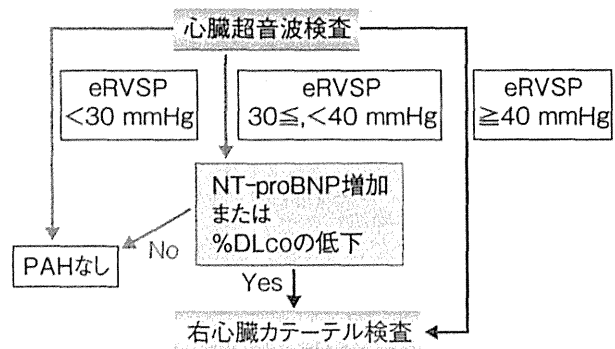 心臓超音波検査
eRVSP
<30 mmHg
eRVSP
30≦,<40 mmHg
eRVSP
≧40 mmHg
NT-proBNP増加
または
%DLcoの低下
No
PAHなし
Yes
右心臓カテーテル検査